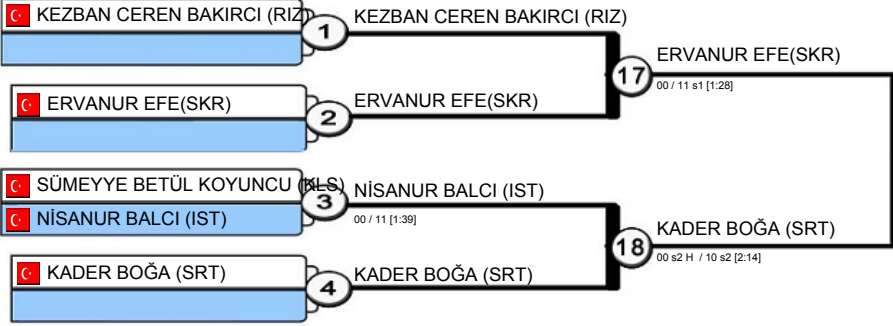 KEZBAN CEREN BAKIRCI (RIZ)
1
KEZBAN CEREN BAKIRCI (RIZ)
ERVANUR EFE(SKR)
17
00 / 11 s1 [1:28]
ERVANUR EFE(SKR)
2
ERVANUR EFE(SKR)
SÜMEYYE BETÜL KOYUNCU (KLS)
3
NİSANUR BALCI (IST)
NİSANUR BALCI (IST)
00 / 11 [1:39]
KADER BOĞA (SRT)
18
00 s2 H / 10 s2 [2:14]
KADER BOĞA (SRT)
4
KADER BOĞA (SRT)